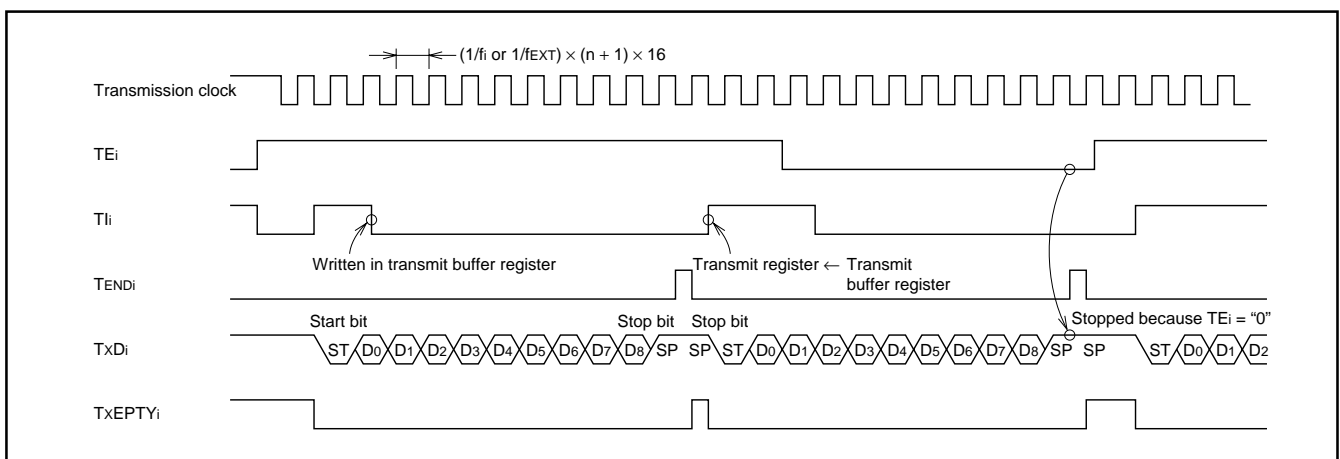 (1/fi or 1/fEXT) × (n + 1) × 16
Transmission clock
TEi
TIi
Written in transmit buffer register
Transmit register ← Transmit
buffer register
TENDi
Start bit
Stop bit
Stop bit
Stopped because TEi = “0”
TXDi
ST D0 D1 D2 D3 D4 D5 D6 D7 D8 SP SP ST D0 D1 D2 D3 D4 D5 D6 D7 D8 SP SP ST D0 D1 D2
TXEPTYi